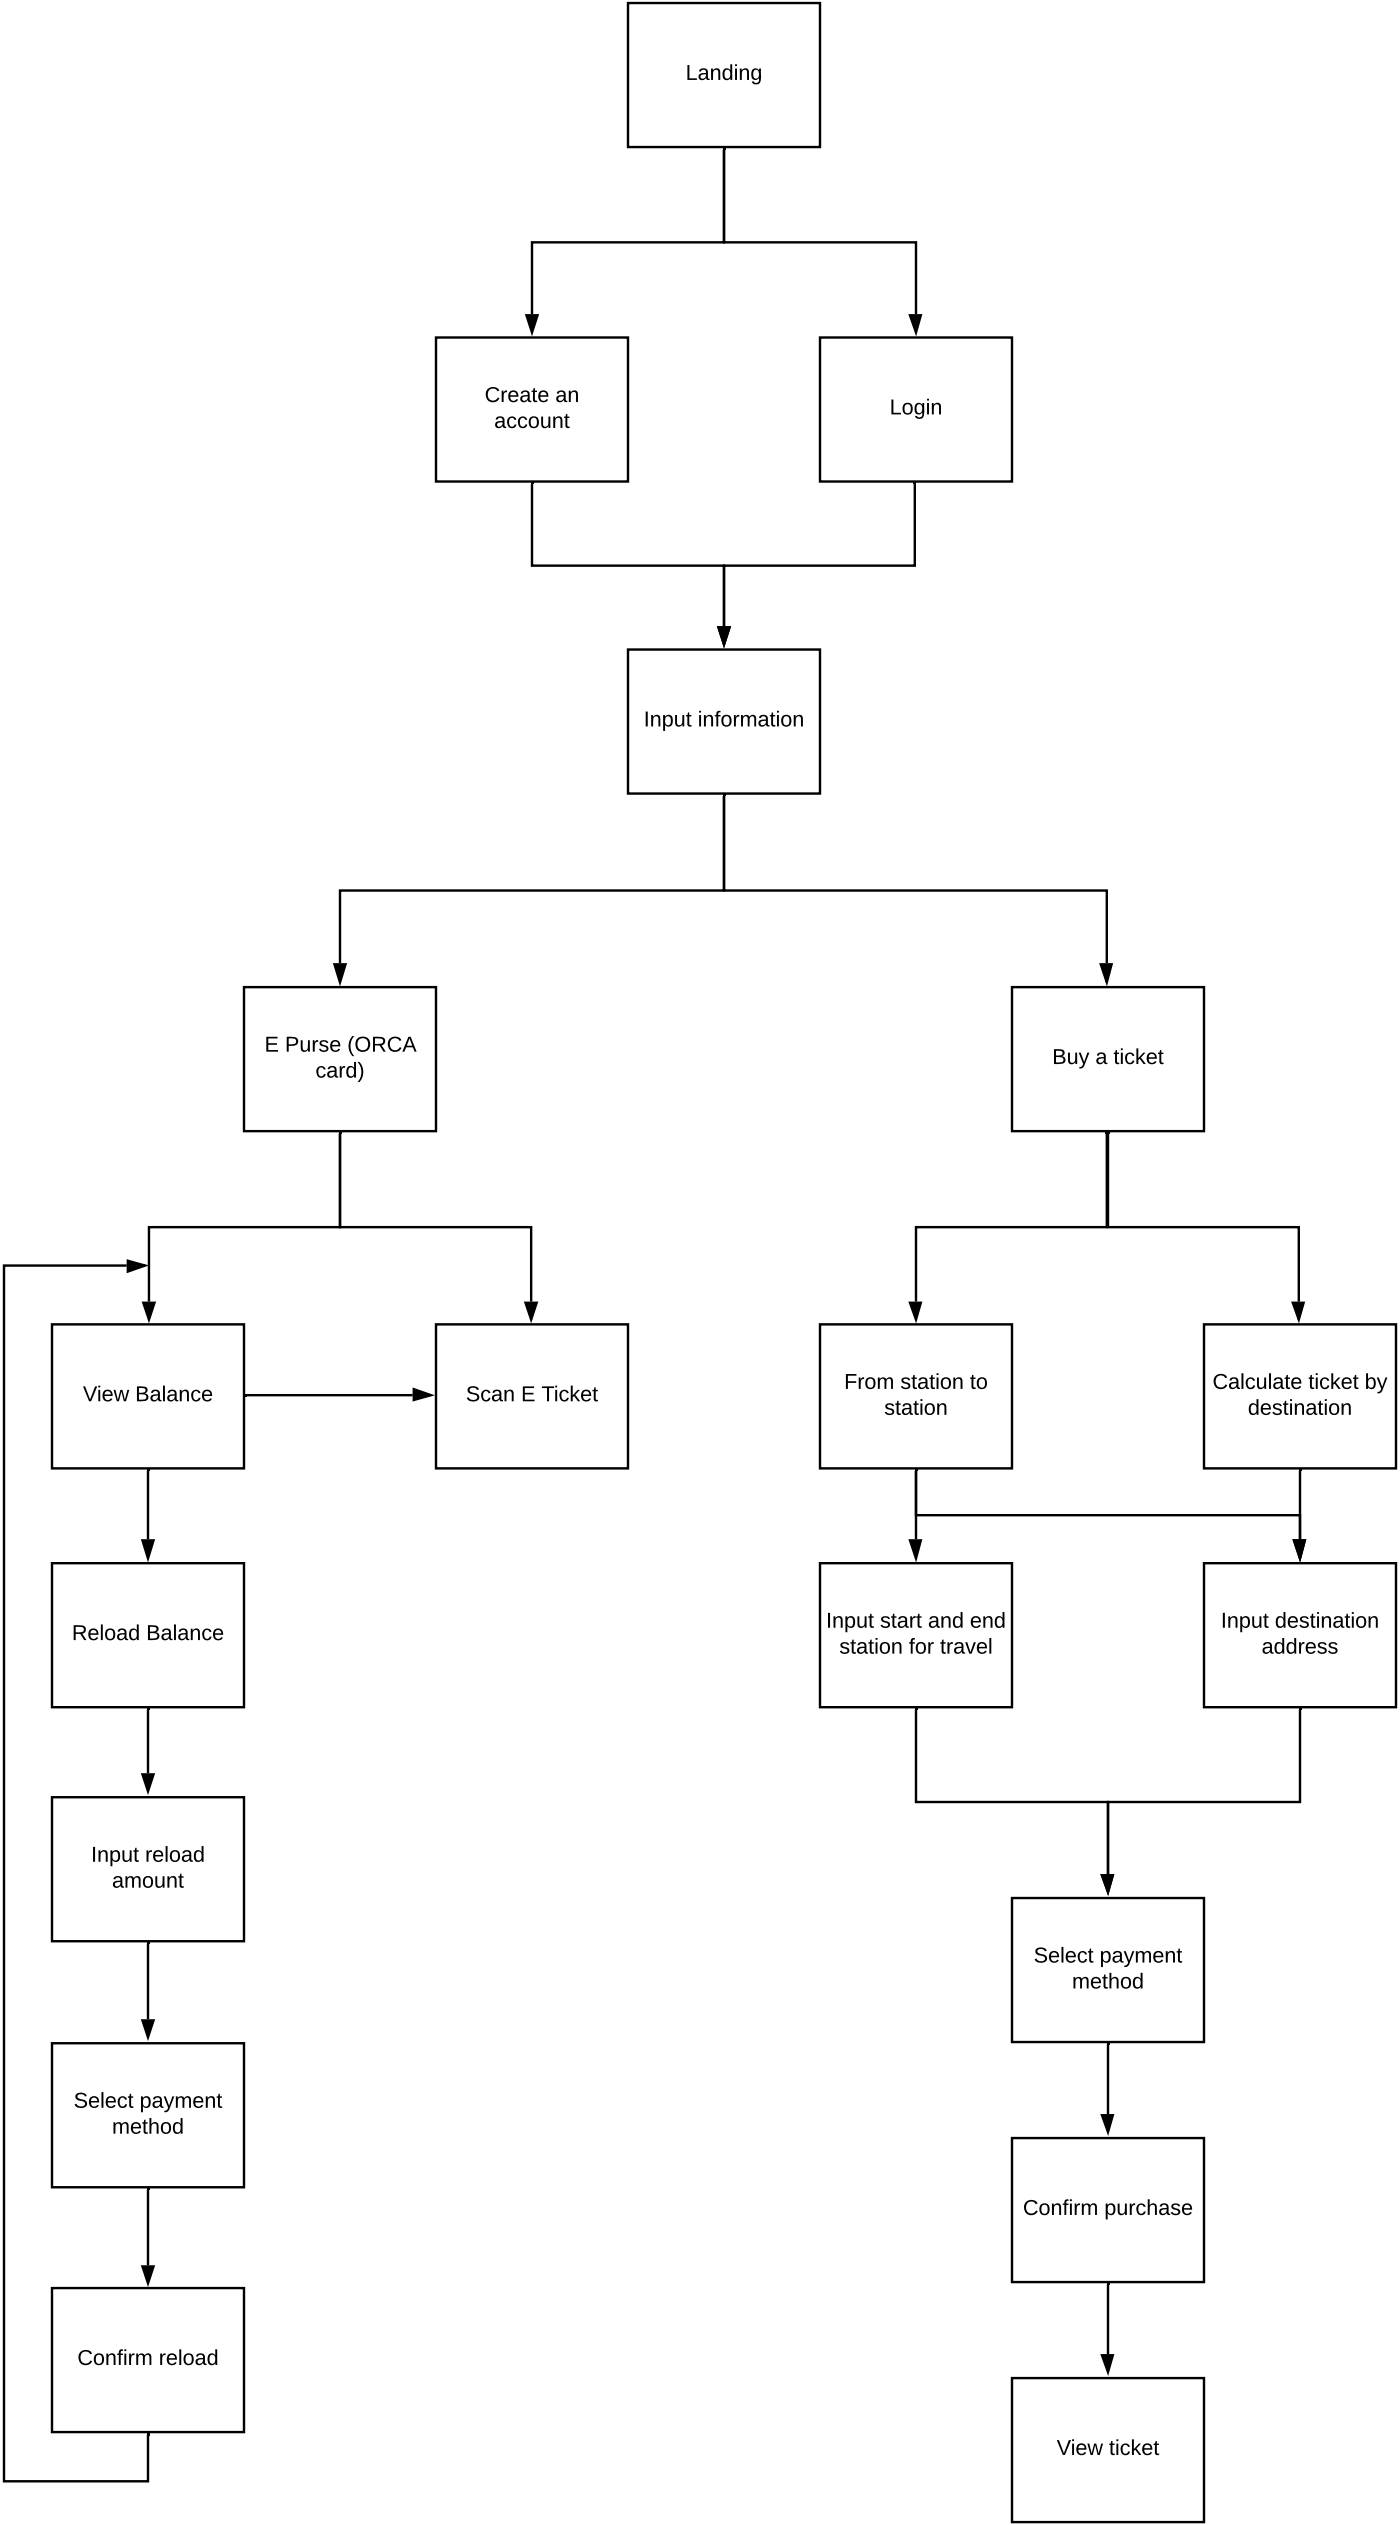 Landing
Create an
account
Login
Input information
E Purse (ORCA
card)
Buy a ticket
View Balance
Scan E Ticket
From station to
station
Calculate ticket by
destination
Reload Balance
Input start and end
station for travel
Input destination
address
Input reload
amount
Select payment
method
Select payment
method
Confirm purchase
Confirm reload
View ticket